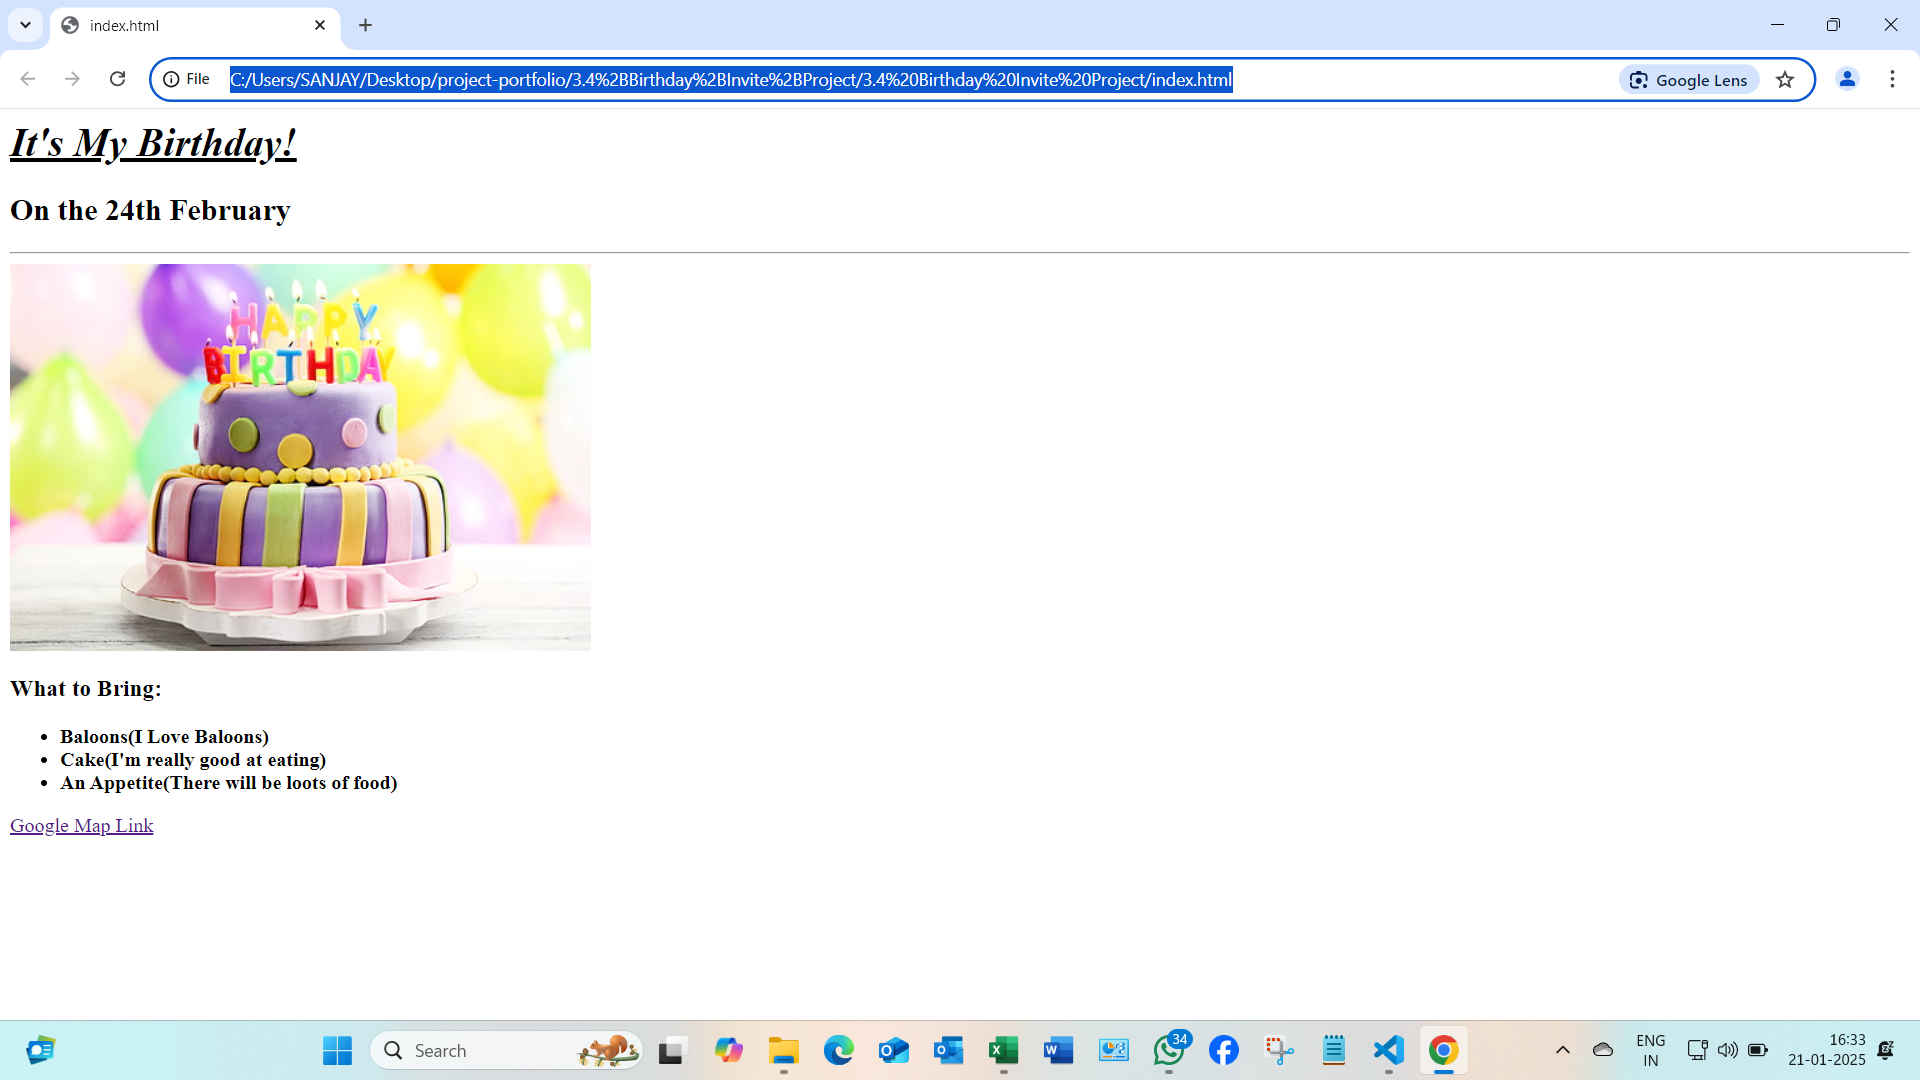 index.html
File
C:/Users/SANJAY/Desktop/project-portfolio/3.4%2BBirthday%2BInvite%2BProject/3.4%20Birthday%20Invite%20Project/index.html
Google Lens
It's My Birthday!
On the 24th February
HAPPY
BIRTHDAY
What to Bring:
• Baloons(I Love Baloons)
• Cake(I'm really good at eating)
• An Appetite(There will be loots of food)
Google Map Link
Search
34
ENG
IN
16:33
21-01-2025